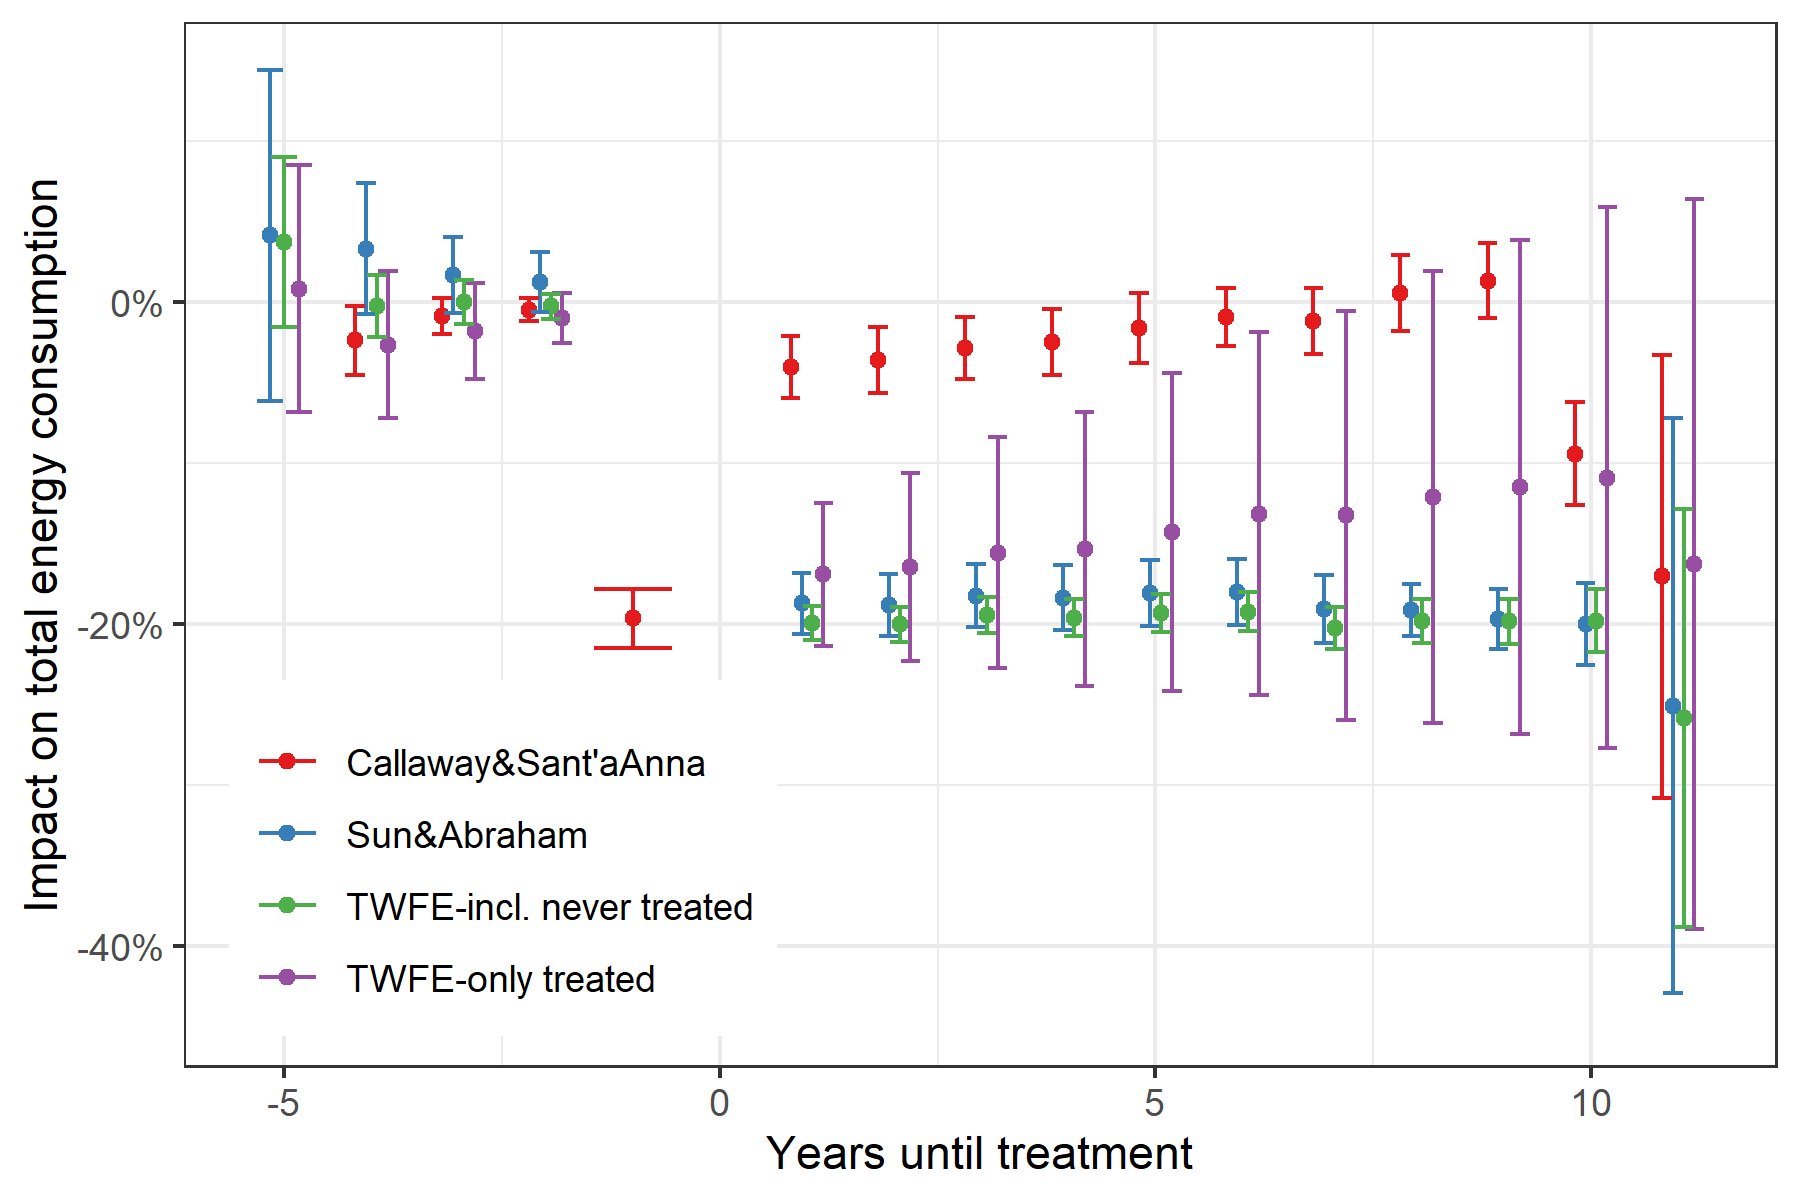 Impact on total energy consumption
0%
-20%
-40%
Callaway&Sant'aAnna
Sun&Abraham
TWFE-incl. never treated
TWFE-only treated
-5
0
5
10
Years until treatment